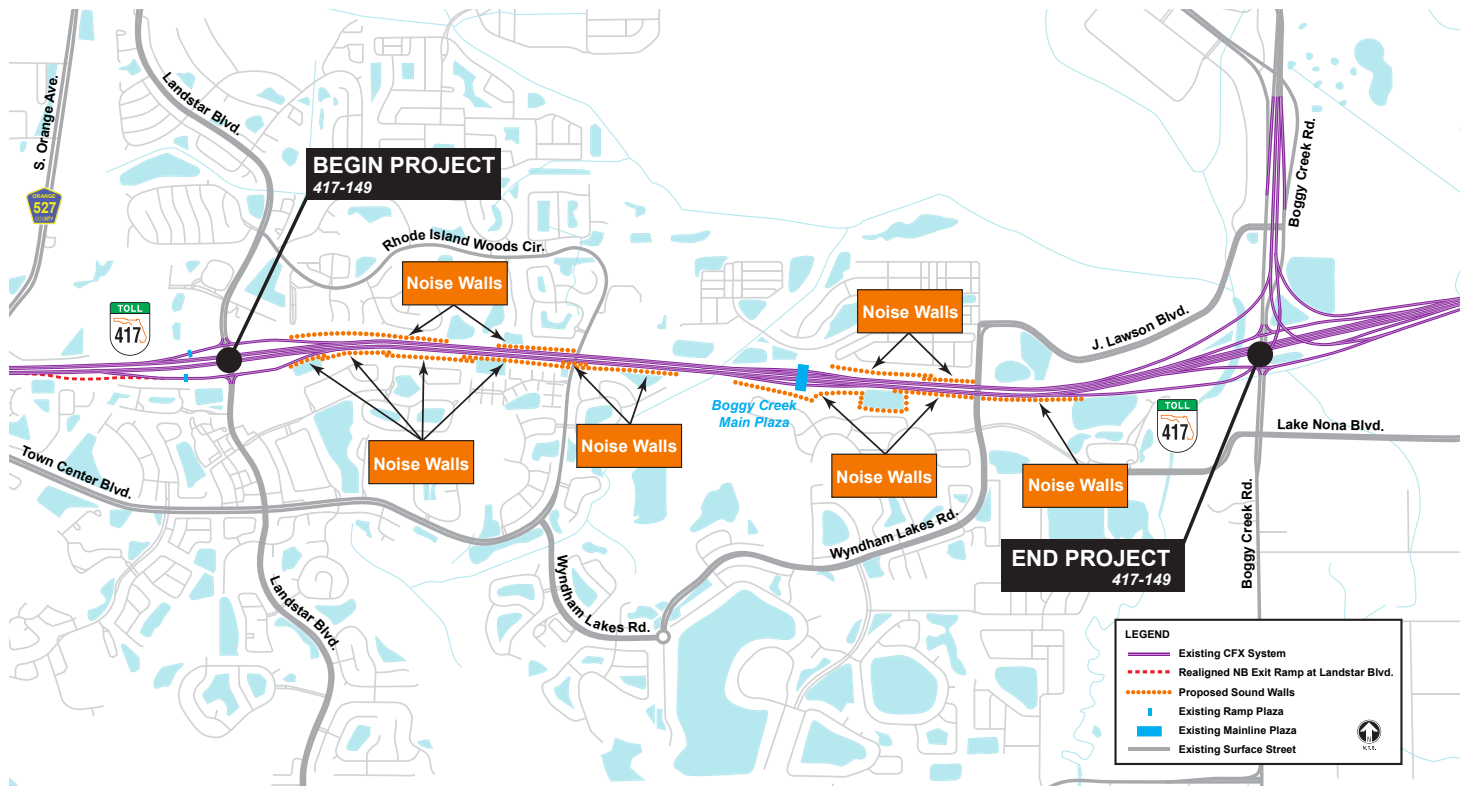 S. Orange Ave.
ORANGE
527
COUNTY
Landstar Blvd.
BEGIN PROJECT
417-149
Rhode Island Woods Cir.
Noise Walls
TOLL
417
Noise Walls
Boggy Creek Rd.
J. Lawson Blvd.
Boggy Creek
Main Plaza
TOLL
417
Lake Nona Blvd.
Noise Walls
Noise Walls
Noise Walls
Noise Walls
Town Center Blvd.
Wyndham Lakes Rd.
Boggy Creek Rd.
END PROJECT
417-149
Landstar Blvd.
Wyndham Lakes Rd.
LEGEND
Existing CFX System
Realigned NB Exit Ramp at Landstar Blvd.
Proposed Sound Walls
Existing Ramp Plaza
Existing Mainline Plaza
Existing Surface Street
N
N.T.S.